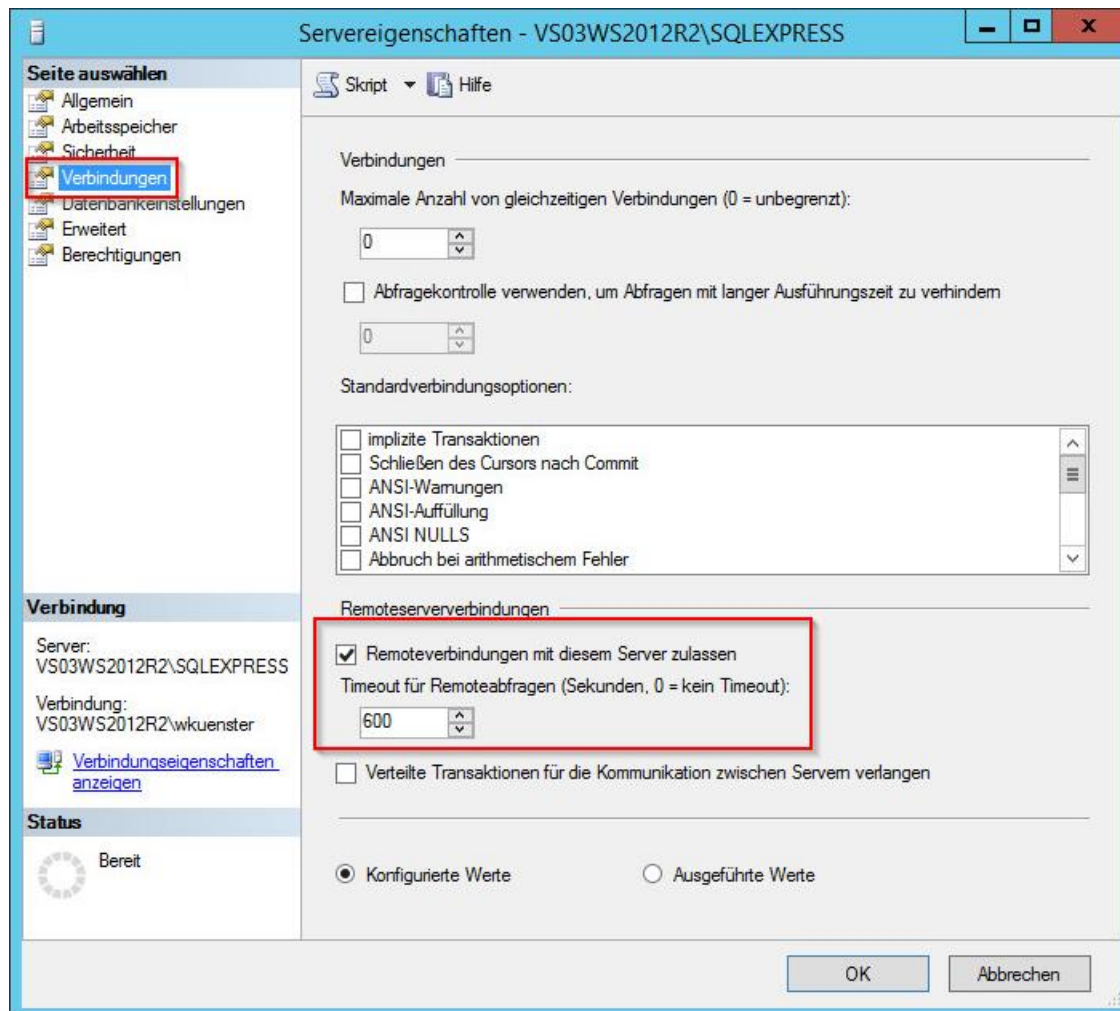 Servereigenschaften - VS03WS2012R2\SQLEXPRESS
Seite auswählen
Allgemein
Arbeitsspeicher
Sicherheit
Verbindungen
Datenbankeinstellungen
Erweitert
Berechtigungen
Skript
Hilfe
Verbindungen
Maximale Anzahl von gleichzeitigen Verbindungen (0 = unbegrenzt):
0
Abfragekontrolle verwenden, um Abfragen mit langer Ausführungszeit zu verhindern
0
Standardverbindungsoptionen:
implizite Transaktionen
Schließen des Cursors nach Commit
ANSI-Warnungen
ANSI-Auffüllung
ANSI NULLS
Abbruch bei arithmetischem Fehler
Remoteserververbindungen
Remoteverbindungen mit diesem Server zulassen
Timeout für Remoteabfragen (Sekunden, 0 = kein Timeout):
600
Verteilte Transaktionen für die Kommunikation zwischen Servern verlangen
Konfigurierte Werte
Ausgeführte Werte
Verbindung
Server:
VS03WS2012R2\SQLEXPRESS
Verbindung:
VS03WS2012R2\wkuenster
Verbindungseigenschaften
anzeigen
Status
Bereit
OK
Abbrechen